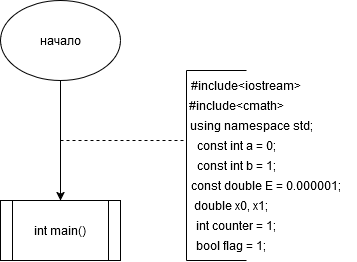 начало
#include<iostream>
#include<cmath>
using namespace std;
const int a = 0;
const int b = 1;
const double E = 0.000001;
double x0, x1;
int counter = 1;
bool flag = 1;
int main()